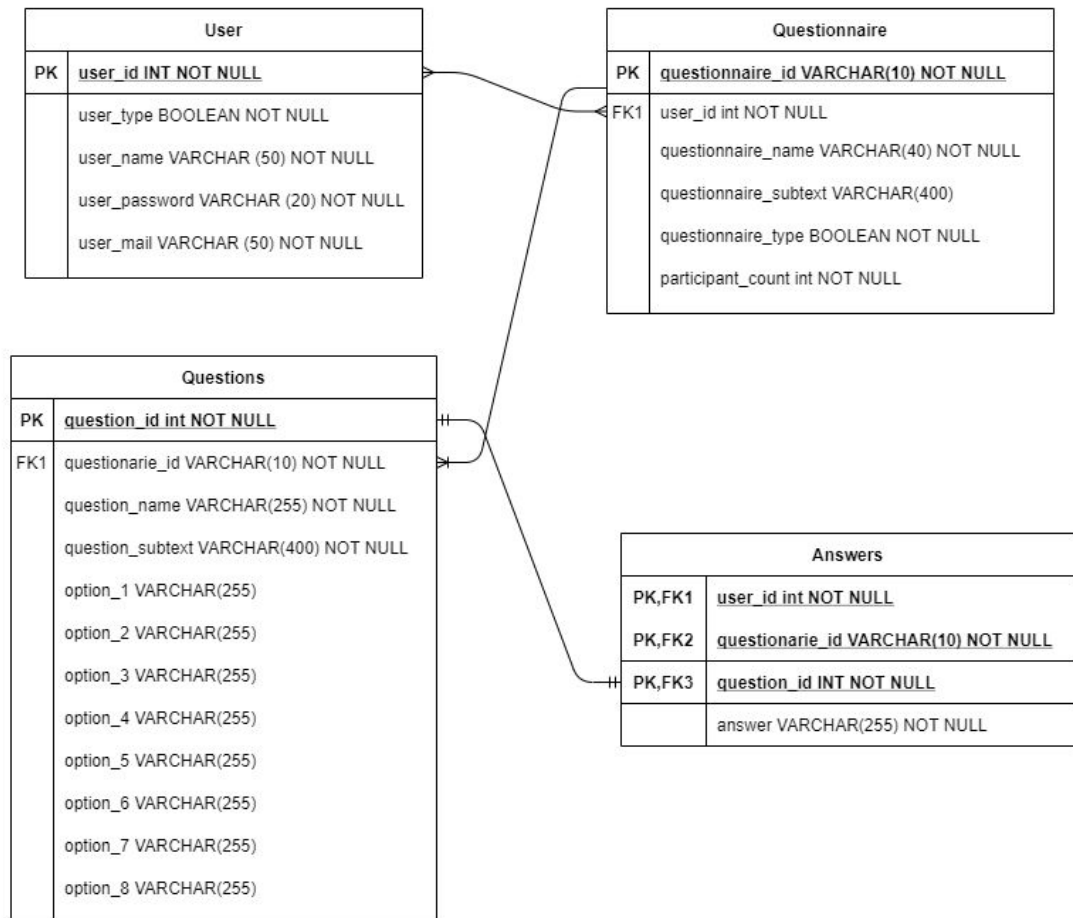 User
PK user_id INT NOT NULL
user_type BOOLEAN NOT NULL
user_name VARCHAR (50) NOT NULL
user_password VARCHAR (20) NOT NULL
user_mail VARCHAR (50) NOT NULL
Questionnaire
PK questionnaire_id VARCHAR(10) NOT NULL
FK1 user_id int NOT NULL
questionnaire_name VARCHAR(40) NOT NULL
questionnaire_subtext VARCHAR(400)
questionnaire_type BOOLEAN NOT NULL
participant_count int NOT NULL
Questions
PK question_id int NOT NULL
FK1 questionarie_id VARCHAR(10) NOT NULL
question_name VARCHAR(255) NOT NULL
question_subtext VARCHAR(400) NOT NULL
option_1 VARCHAR(255)
option_2 VARCHAR(255)
option_3 VARCHAR(255)
option_4 VARCHAR(255)
option_5 VARCHAR(255)
option_6 VARCHAR(255)
option_7 VARCHAR(255)
option_8 VARCHAR(255)
Answers
PK,FK1 user_id int NOT NULL
PK,FK2 questionarie_id VARCHAR(10) NOT NULL
PK,FK3 question_id INT NOT NULL
answer VARCHAR(255) NOT NULL